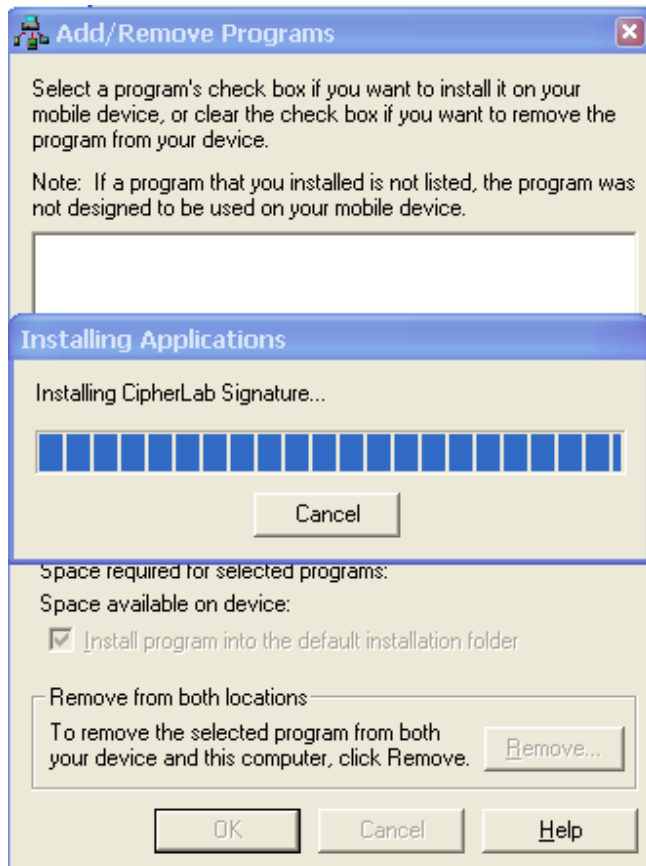 Add/Remove Programs
Select a program's check box if you want to install it on your
mobile device, or clear the check box if you want to remove the
program from your device.
Note:  If a program that you installed is not listed, the program was
not designed to be used on your mobile device.
Installing Applications
Installing CipherLab Signature...
Cancel
Space required for selected programs:
Space available on device:
Install program into the default installation folder
Remove from both locations
To remove the selected program from both
your device and this computer, click Remove.
Remove...
OK
Cancel
Help